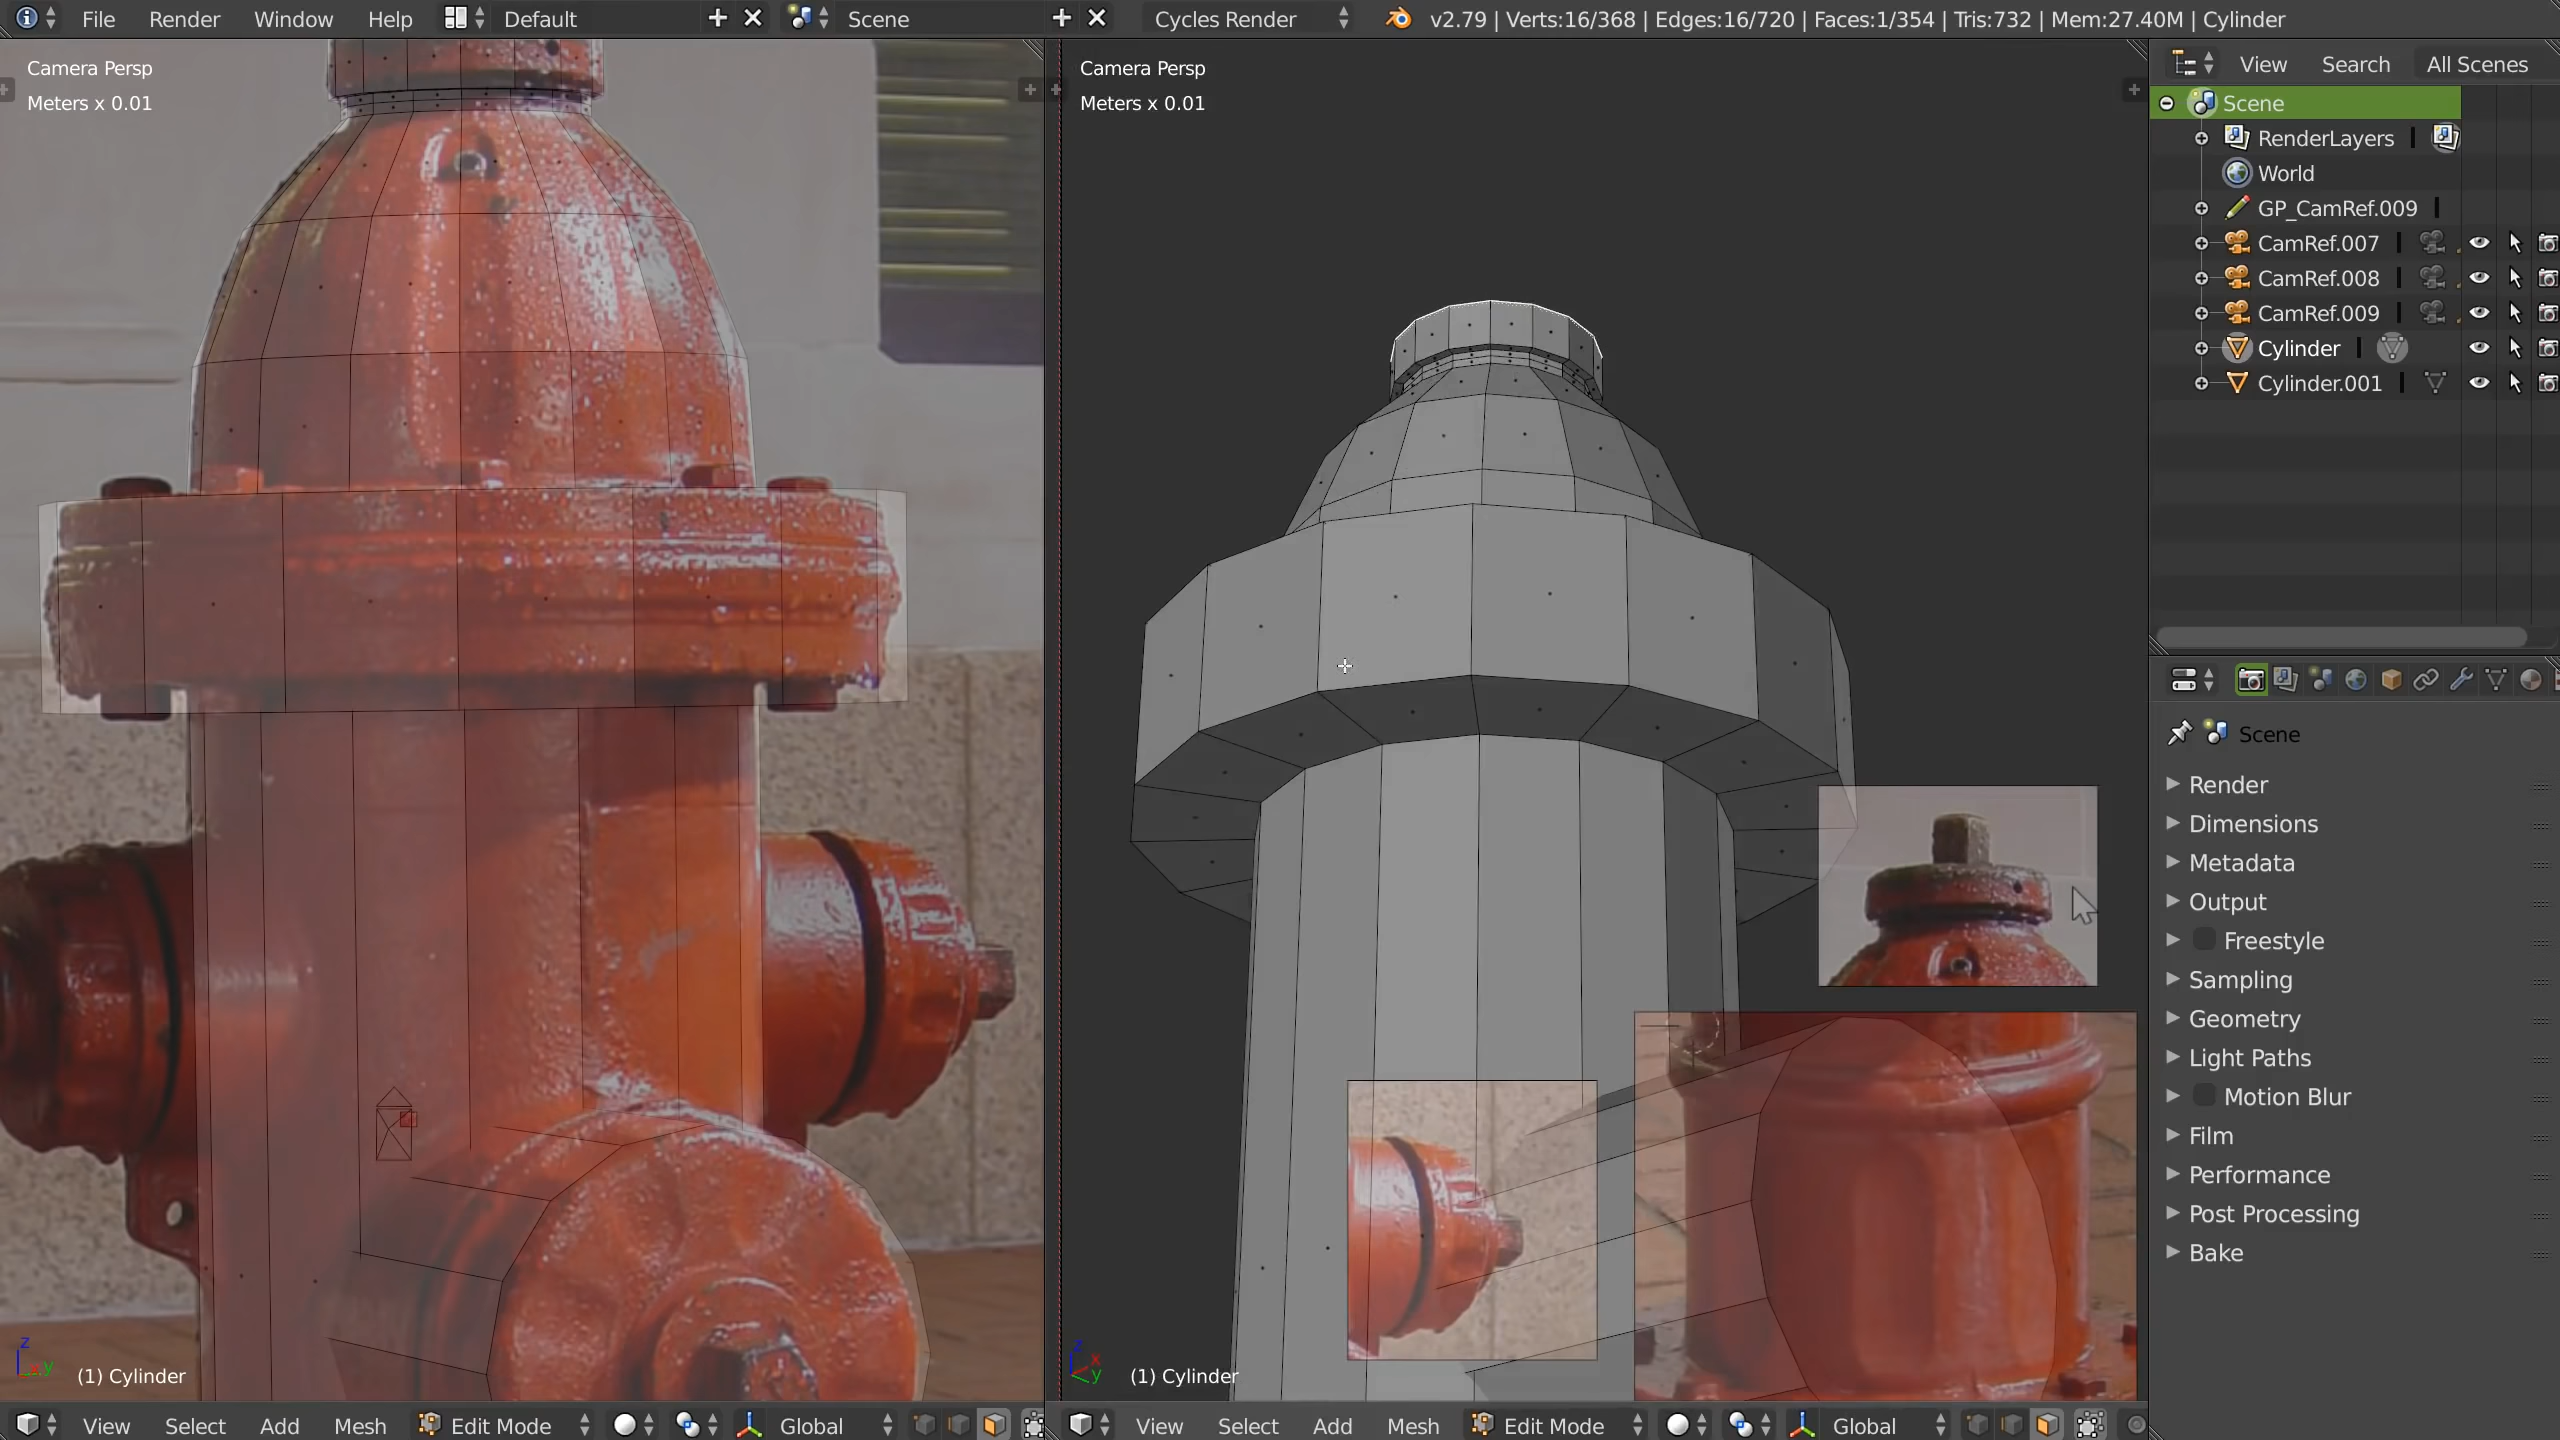 File Render Window Help Default Scene Cycles Render v2.79 | Verts:16/368 | Edges:16/720 | Faces:1/354 | Tris:732 | Mem:27.40M | Cylinder
Camera Persp
Meters x 0.01
Camera Persp
Meters x 0.01
View Search All Scenes
Scene
RenderLayers
World
GP_CamRef.009
CamRef.007
CamRef.008
CamRef.009
Cylinder
Cylinder.001
Scene
Render
Dimensions
Metadata
Output
Freestyle
Sampling
Geometry
Light Paths
Motion Blur
Film
Performance
Post Processing
Bake
z
x y
(1) Cylinder
z
x
y
(1) Cylinder
View Select Add Mesh Edit Mode Global
View Select Add Mesh Edit Mode Global